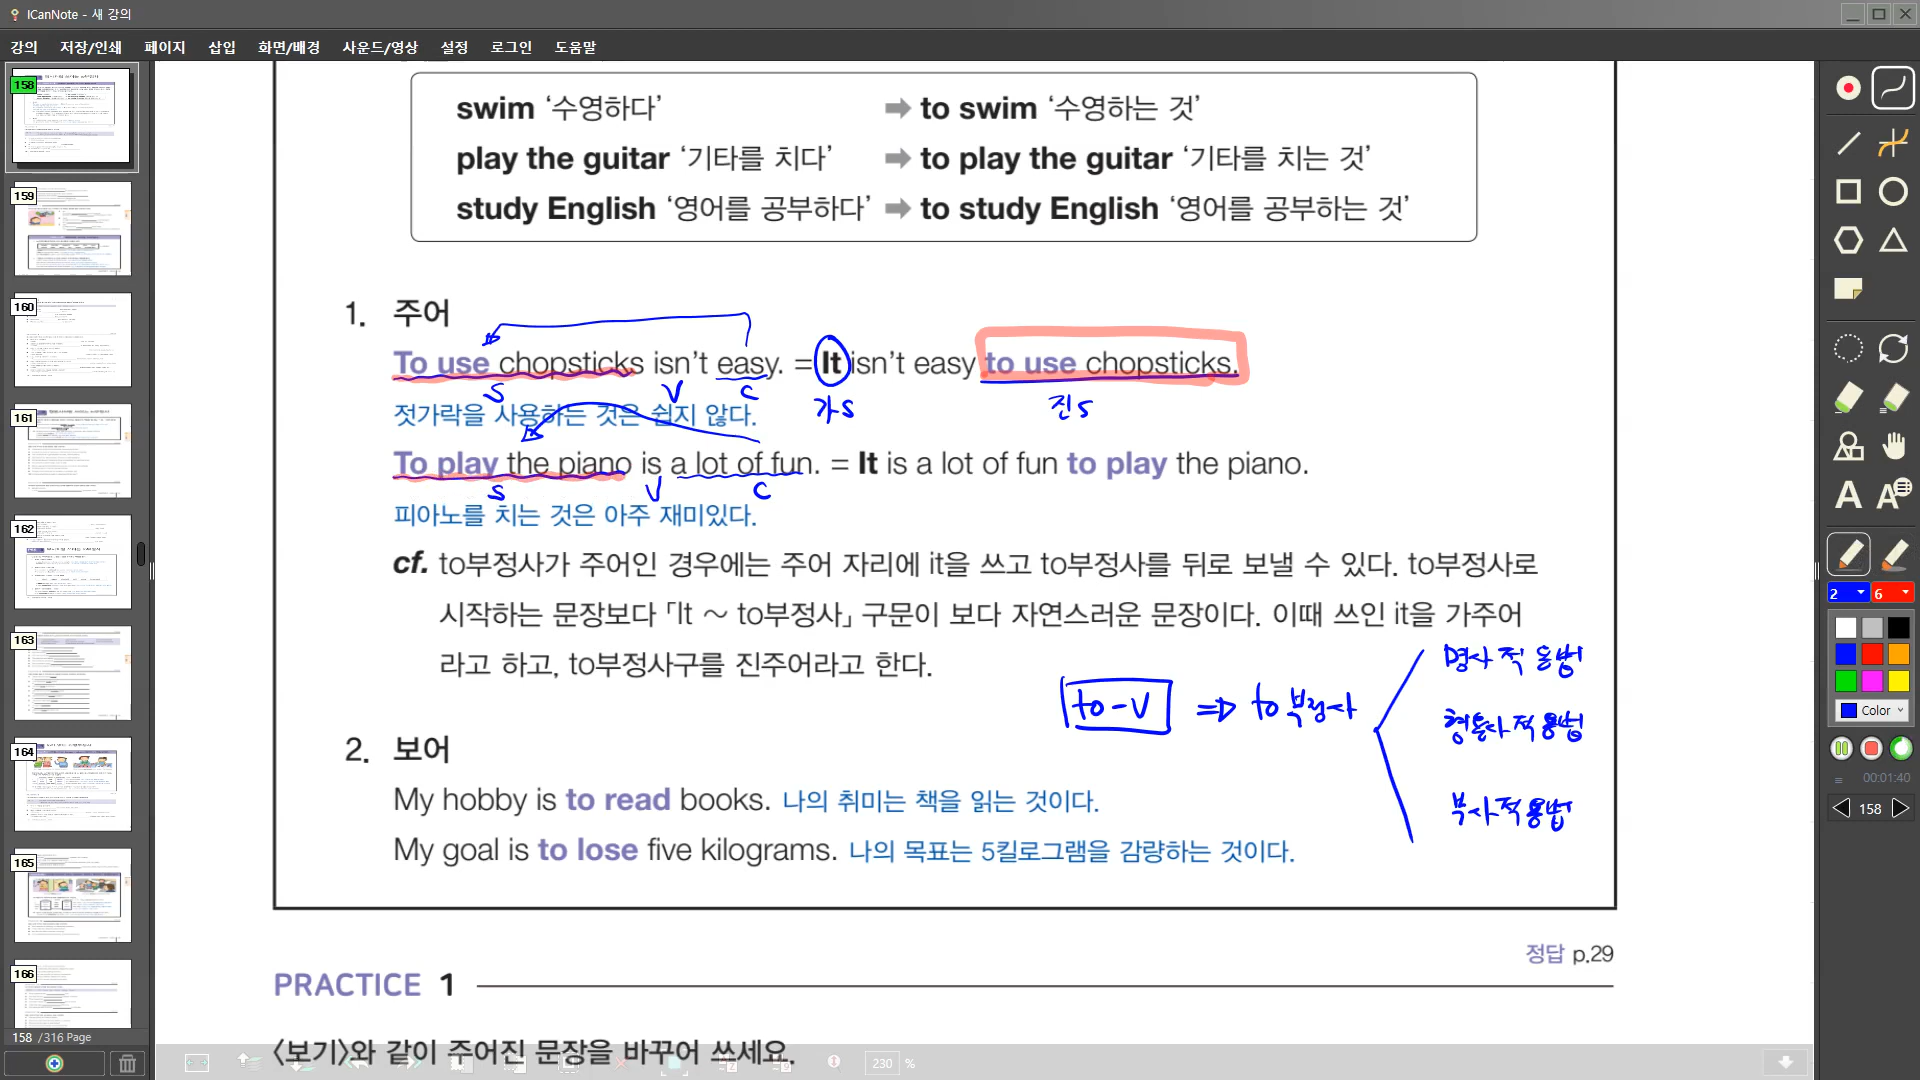 ICanNote - 새 강의
강의 저장/인쇄 페이지 삽입 화면/배경 사운드/영상 설정 로그인 도움말
158
159
160
161
162
163
164
165
166
158 /316 Page
swim ‘수영하다’ ➡ to swim ‘수영하는 것’
play the guitar ‘기타를 치다’ ➡ to play the guitar ‘기타를 치는 것’
study English ‘영어를 공부하다’ ➡ to study English ‘영어를 공부하는 것’
1. 주어
To use chopsticks isn’t easy. = It isn’t easy to use chopsticks.
S V C 가S 진S
젓가락을 사용하는 것은 쉽지 않다.
To play the piano is a lot of fun. = It is a lot of fun to play the piano.
S V C
피아노를 치는 것은 아주 재미있다.
cf. to부정사가 주어인 경우에는 주어 자리에 it을 쓰고 to부정사를 뒤로 보낼 수 있다. to부정사로
시작하는 문장보다 「It ~ to부정사」 구문이 보다 자연스러운 문장이다. 이때 쓰인 it을 가주어
라고 하고, to부정사구를 진주어라고 한다.
명사적 용법
to-V ⇒ to부정사
형용사적 용법
부사적 용법
2. 보어
My hobby is to read books. 나의 취미는 책을 읽는 것이다.
My goal is to lose five kilograms. 나의 목표는 5킬로그램을 감량하는 것이다.
정답 p.29
PRACTICE 1
〈보기〉와 같이 주어진 문장을 바꾸어 쓰세요.
230 %
A A
2 6
Color
00:01:40
158